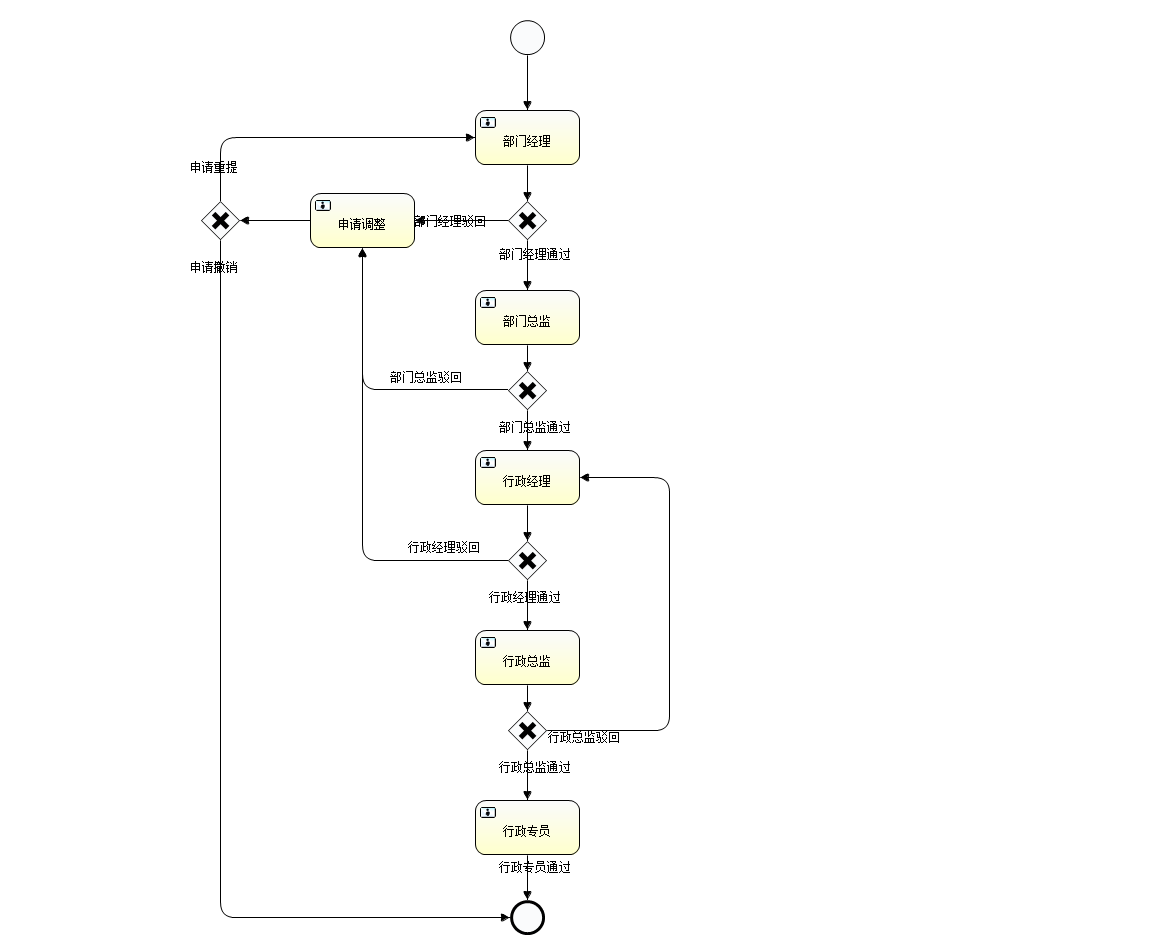 部门经理
申请重提
申请调整
部门经理驳回
部门经理通过
申请撤销
部门总监
部门总监驳回
部门总监通过
行政经理
行政经理驳回
行政经理通过
行政总监
行政总监驳回
行政总监通过
行政专员
行政专员通过